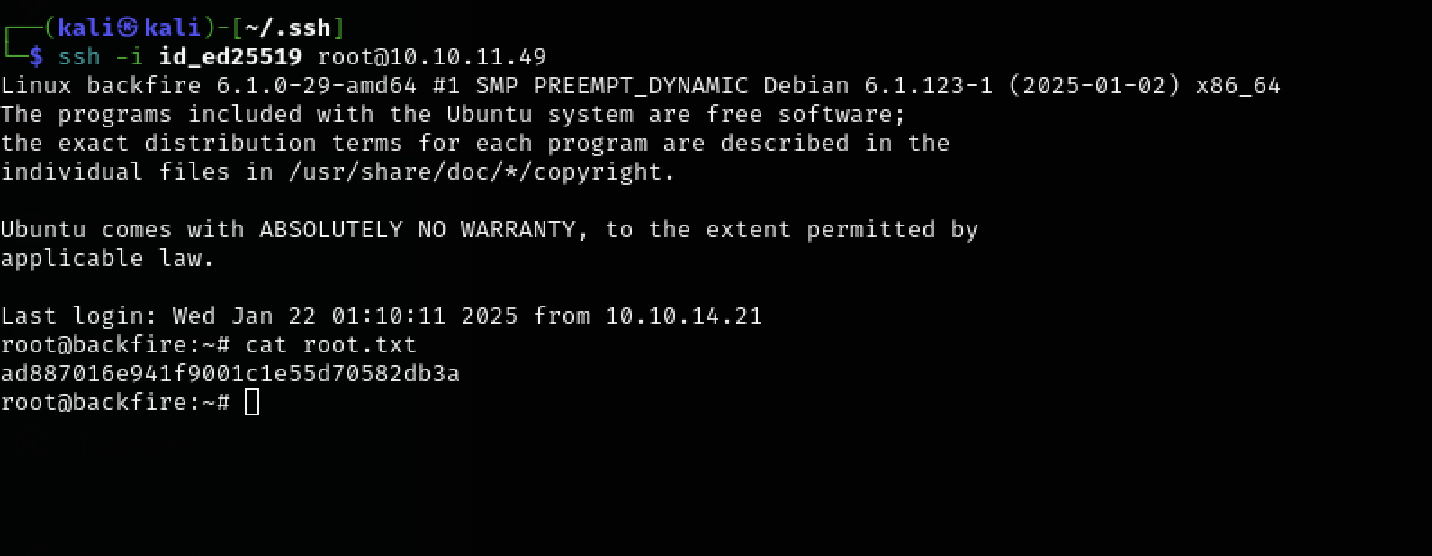 ┌──(kali㉿kali)-[~/.ssh]
└─$ ssh -i id_ed25519 root@10.10.11.49
Linux backfire 6.1.0-29-amd64 #1 SMP PREEMPT_DYNAMIC Debian 6.1.123-1 (2025-01-02) x86_64
The programs included with the Ubuntu system are free software;
the exact distribution terms for each program are described in the
individual files in /usr/share/doc/*/copyright.
Ubuntu comes with ABSOLUTELY NO WARRANTY, to the extent permitted by
applicable law.
Last login: Wed Jan 22 01:10:11 2025 from 10.10.14.21
root@backfire:~# cat root.txt
ad887016e941f9001c1e55d70582db3a
root@backfire:~#